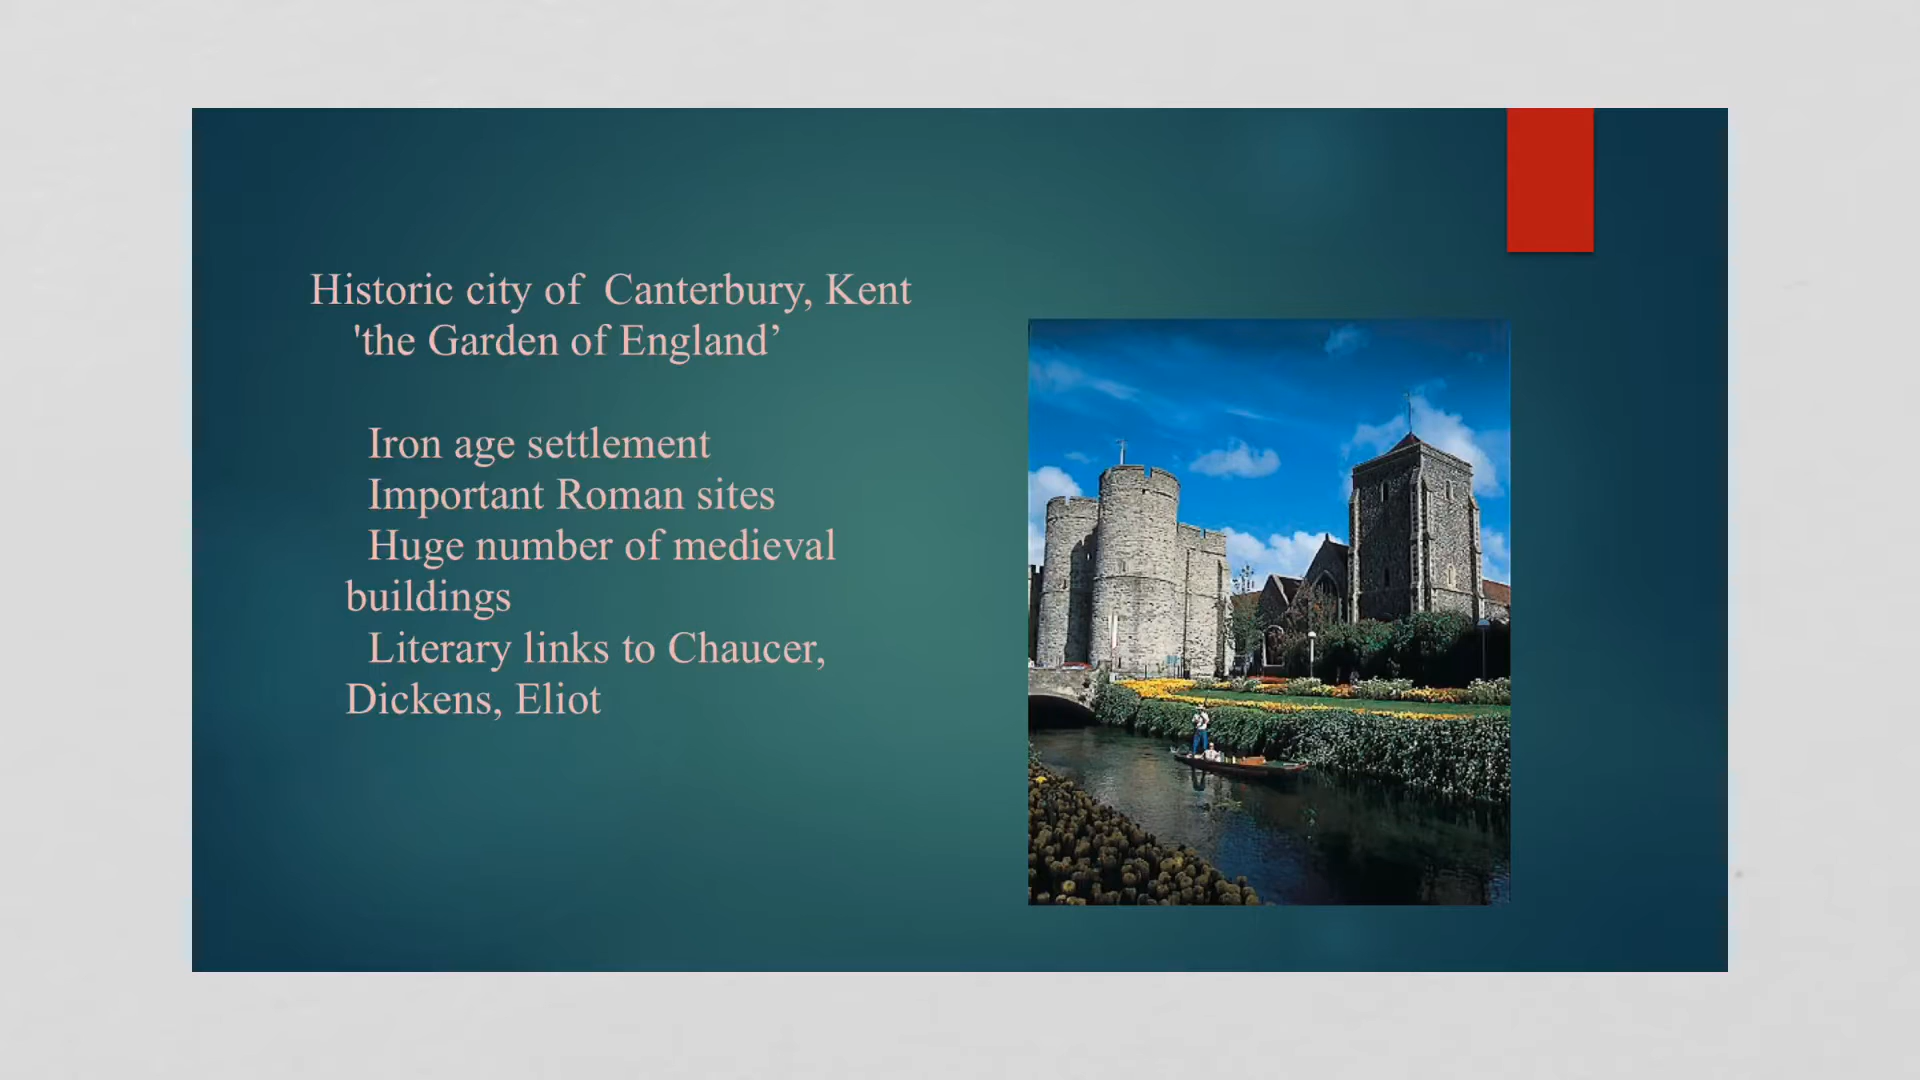 Historic city of  Canterbury, Kent
'the Garden of England’
Iron age settlement
Important Roman sites
Huge number of medieval
buildings
Literary links to Chaucer,
Dickens, Eliot